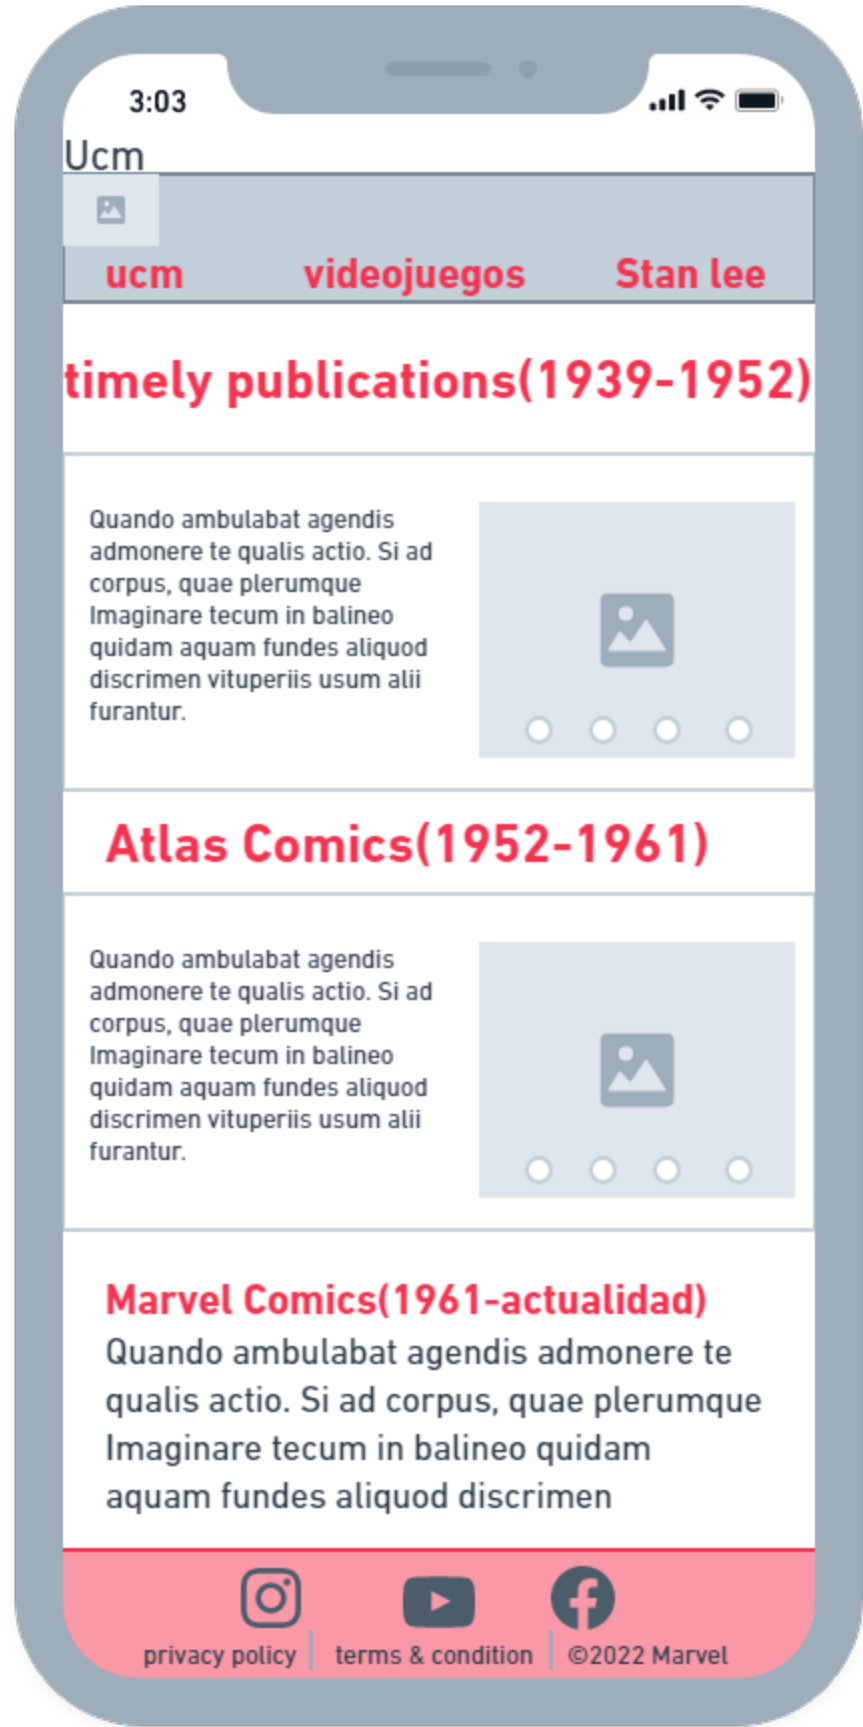 3:03
Ucm
ucm videojuegos Stan lee
timely publications(1939-1952)
Quando ambulabat agendis
admonere te qualis actio. Si ad
corpus, quae plerumque
Imaginare tecum in balineo
quidam aquam fundes aliquod
discrimen vituperiis usum alii
furantur.
Atlas Comics(1952-1961)
Quando ambulabat agendis
admonere te qualis actio. Si ad
corpus, quae plerumque
Imaginare tecum in balineo
quidam aquam fundes aliquod
discrimen vituperiis usum alii
furantur.
Marvel Comics(1961-actualidad)
Quando ambulabat agendis admonere te
qualis actio. Si ad corpus, quae plerumque
Imaginare tecum in balineo quidam
aquam fundes aliquod discrimen
privacy policy terms & condition ©2022 Marvel